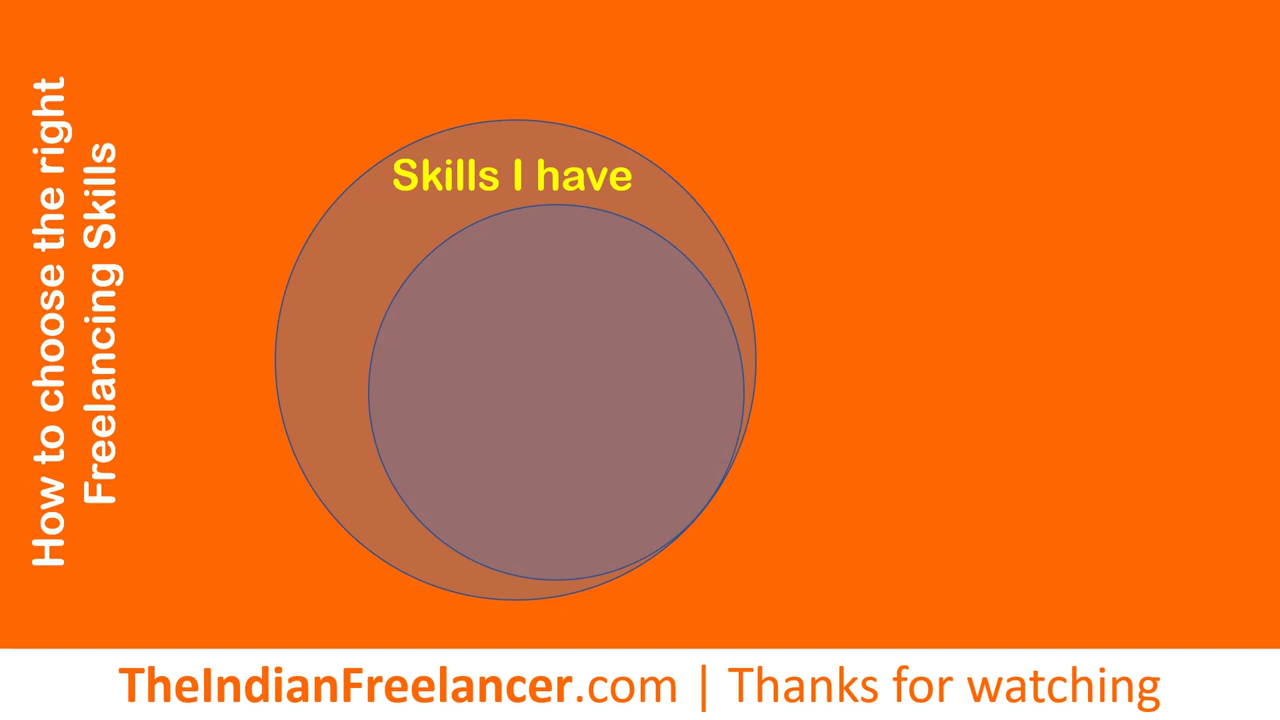 How to choose the right
Freelancing Skills
Skills I have
TheIndianFreelancer.com | Thanks for watching